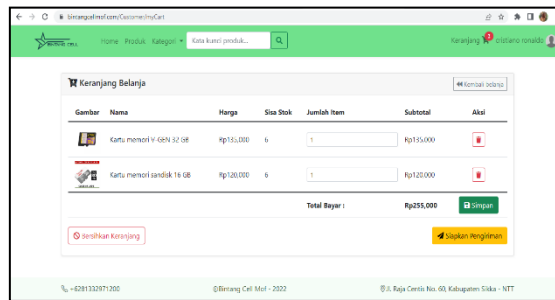 bintangcellmof.com/Customer/myCart
BINTANG CELL
Home Produk Kategori Kata kunci produk...
2 cristiano ronaldo
Keranjang
Keranjang Belanja
Kembali belanja
Gambar Nama Harga Sisa Stok Jumlah Item Subtotal Aksi
Kartu memori V-GEN 32 GB Rp135,000 6 1 Rp135,000
Kartu memori sandisk 16 GB Rp120,000 6 1 Rp120,000
Total Bayar : Rp255,000 Simpan
Bersihkan Keranjang Siapkan Pengiriman
+6281332971200 @Bintang Cell Mof - 2022 Jl. Raja Centis No. 60, Kabupaten Sikka - NTT